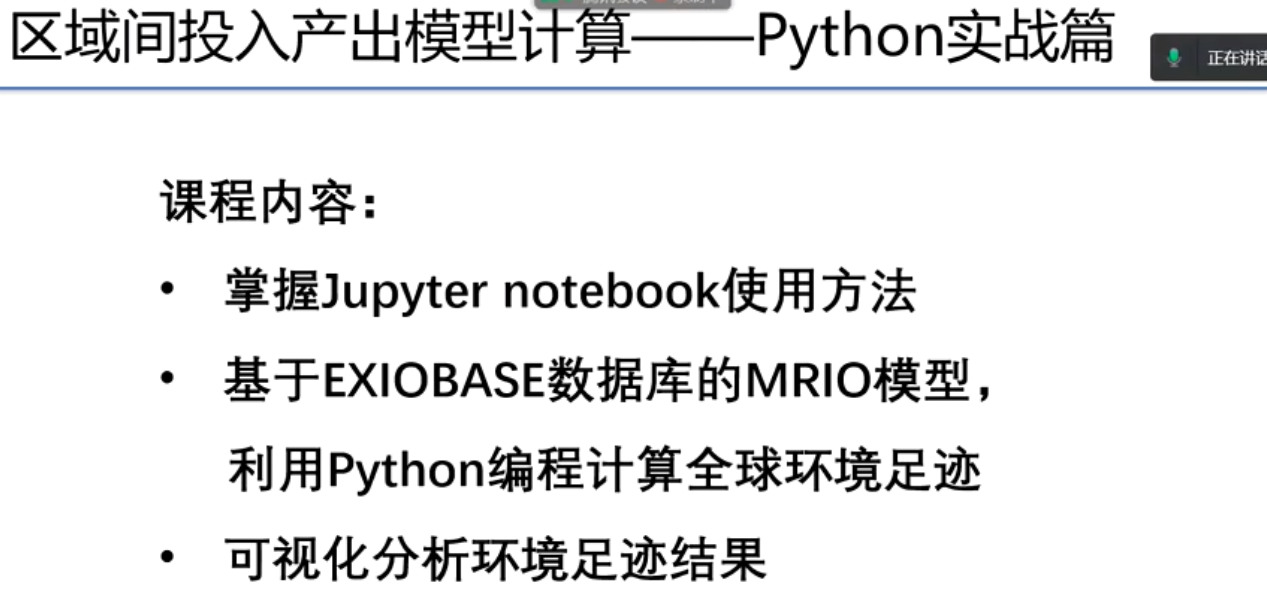 区域间投入产出模型计算——Python实战篇
正在讲话
课程内容：
• 掌握Jupyter notebook使用方法
• 基于EXIOBASE数据库的MRIO模型，
利用Python编程计算全球环境足迹
• 可视化分析环境足迹结果